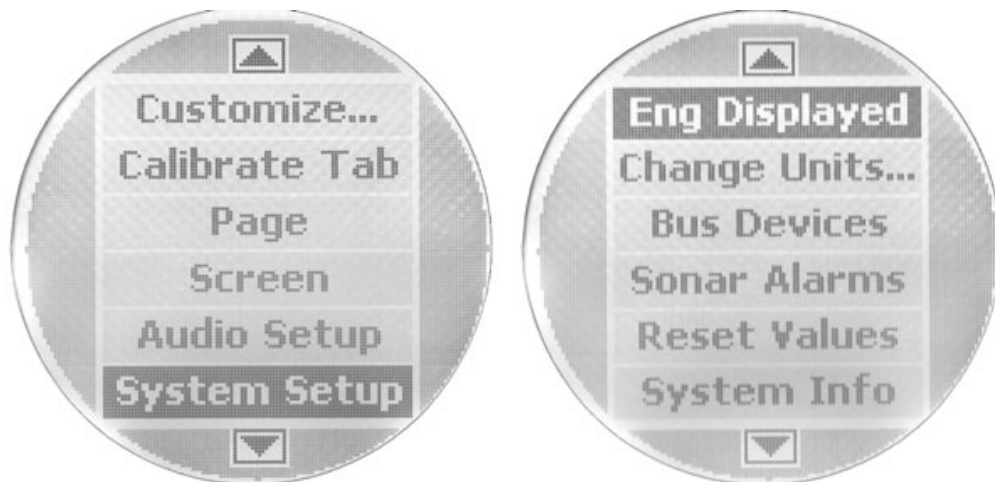 Customize...
Calibrate Tab
Page
Screen
Audio Setup
System Setup
Eng Displayed
Change Units...
Bus Devices
Sonar Alarms
Reset Values
System Info